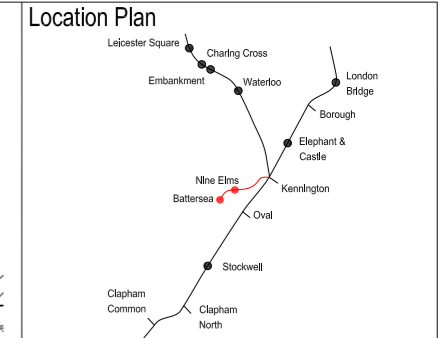 Location Plan
Leicester Square
Charing Cross
Embankment
Waterloo
London
Bridge
Borough
Elephant &
Castle
Nine Elms
Kennington
Battersea
Oval
Stockwell
Clapham
Common
Clapham
North